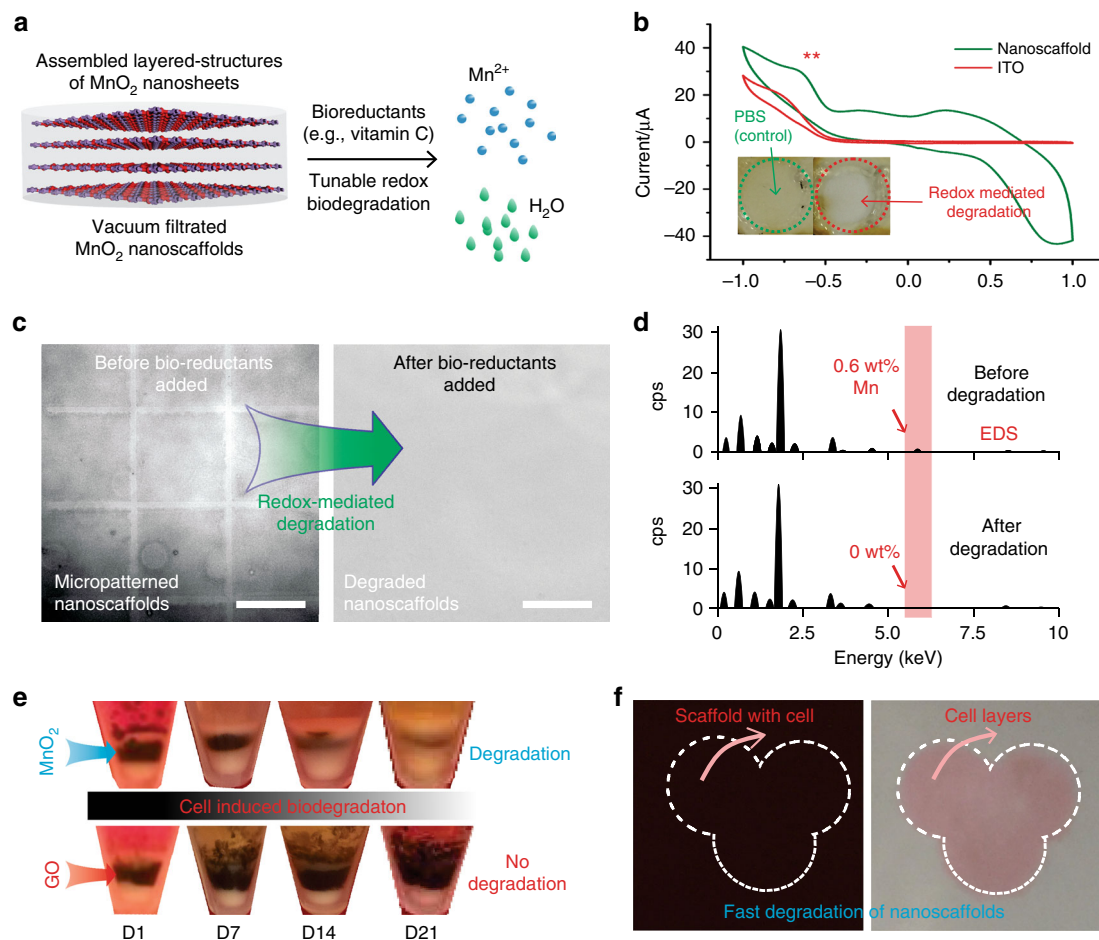 a
Assembled layered-structures
of MnO₂ nanosheets
Vacuum filtrated
MnO₂ nanoscaffolds
Bioreductants
(e.g., vitamin C)
Tunable redox
biodegradation
Mn²⁺
H₂O
b
Current/μA
40
20
0
−20
−40
**
Nanoscaffold
ITO
PBS
(control)
Redox mediated
degradation
−1.0
−0.5
0.0
0.5
1.0
c
Before bio-reductants
added
After bio-reductants
added
Redox-mediated
degradation
Micropatterned
nanoscaffolds
Degraded
nanoscaffolds
d
cps
30
20
10
0
0.6 wt%
Mn
Before
degradation
EDS
cps
30
20
10
0
0 wt%
After
degradation
0
2.5
5.0
7.5
10
Energy (keV)
e
MnO₂
Degradation
Cell induced biodegradaton
GO
No
degradation
D1
D7
D14
D21
f
Scaffold with cell
Cell layers
Fast degradation of nanoscaffolds